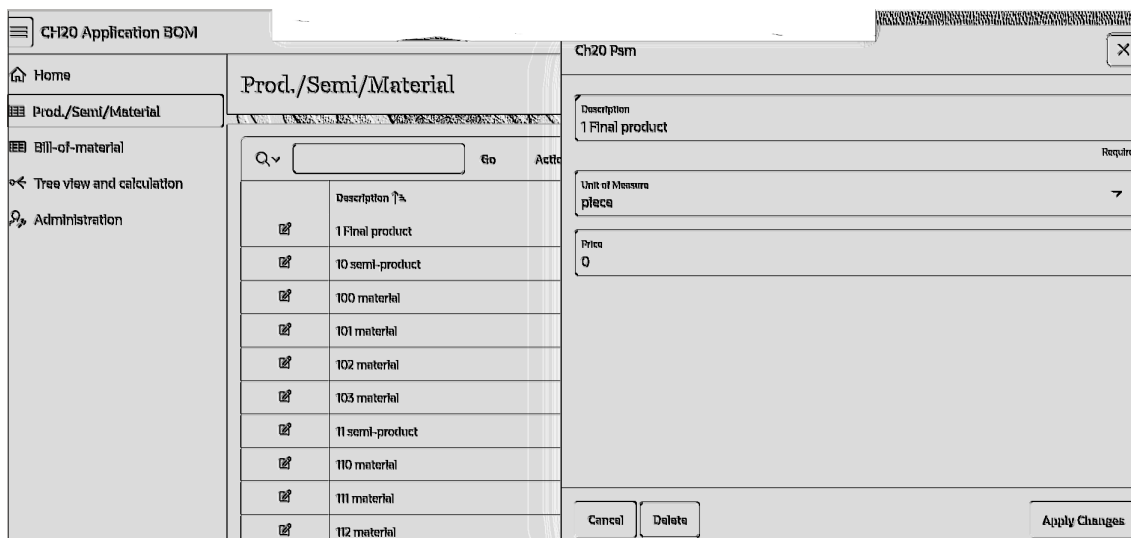 CH20 Application BOM
Home
Prod./Semi/Material
Bill-of-material
Tree view and calculation
Administration
Prod./Semi/Material
Go
Description
1 Final product
10 semi-product
100 material
101 material
102 material
103 material
11 semi-product
110 material
111 material
112 material
Ch20 Psm
Description
1 Final product
Unit of Measure
piece
Price
0
Cancel
Delete
Apply Changes